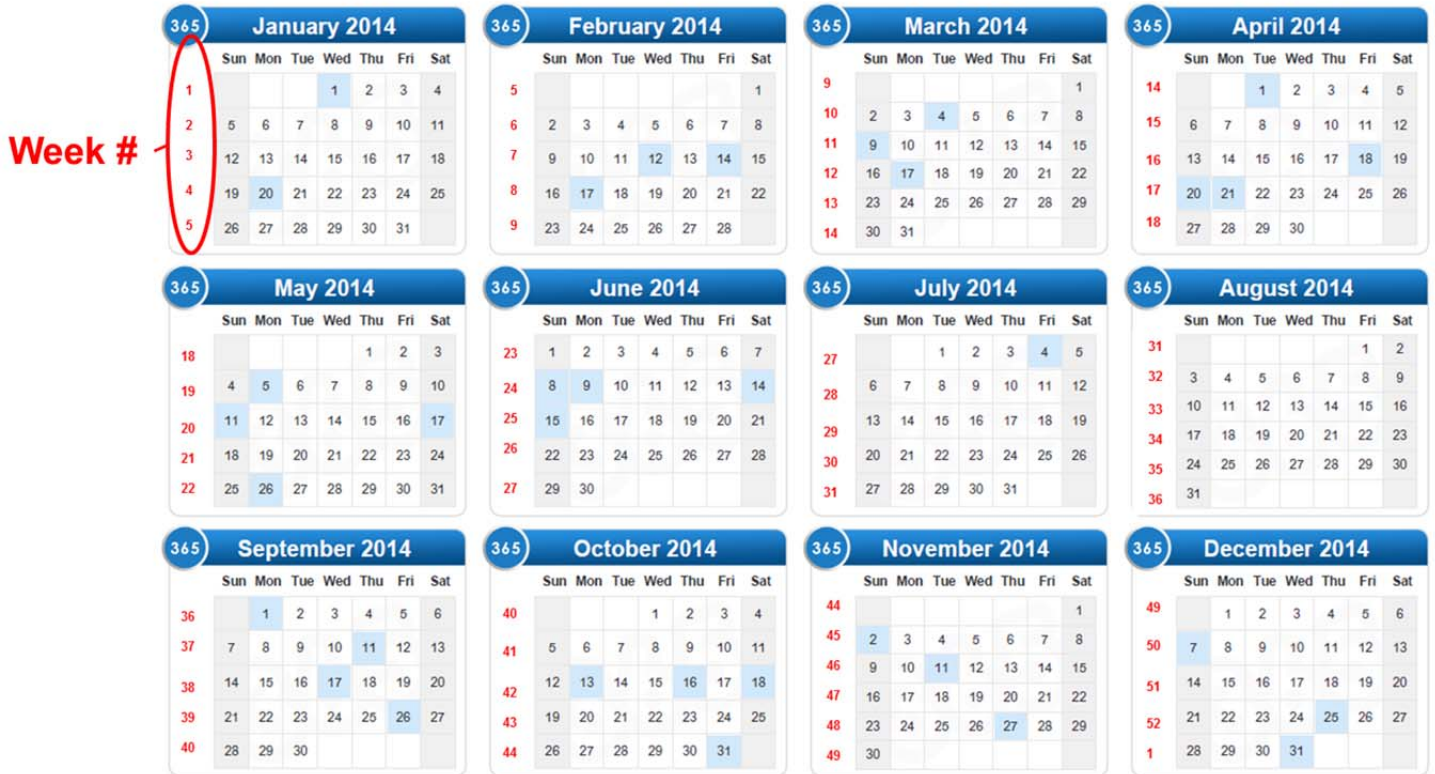 Week #
365 January 2014
Sun Mon Tue Wed Thu Fri Sat
1 1 2 3 4
2 5 6 7 8 9 10 11
3 12 13 14 15 16 17 18
4 19 20 21 22 23 24 25
5 26 27 28 29 30 31
365 February 2014
Sun Mon Tue Wed Thu Fri Sat
5 1
6 2 3 4 5 6 7 8
7 9 10 11 12 13 14 15
8 16 17 18 19 20 21 22
9 23 24 25 26 27 28
365 March 2014
Sun Mon Tue Wed Thu Fri Sat
9 1
10 2 3 4 5 6 7 8
11 9 10 11 12 13 14 15
12 16 17 18 19 20 21 22
13 23 24 25 26 27 28 29
14 30 31
365 April 2014
Sun Mon Tue Wed Thu Fri Sat
14 1 2 3 4 5
15 6 7 8 9 10 11 12
16 13 14 15 16 17 18 19
17 20 21 22 23 24 25 26
18 27 28 29 30
365 May 2014
Sun Mon Tue Wed Thu Fri Sat
18 1 2 3
19 4 5 6 7 8 9 10
20 11 12 13 14 15 16 17
21 18 19 20 21 22 23 24
22 25 26 27 28 29 30 31
365 June 2014
Sun Mon Tue Wed Thu Fri Sat
23 1 2 3 4 5 6 7
24 8 9 10 11 12 13 14
25 15 16 17 18 19 20 21
26 22 23 24 25 26 27 28
27 29 30
365 July 2014
Sun Mon Tue Wed Thu Fri Sat
27 1 2 3 4 5
28 6 7 8 9 10 11 12
29 13 14 15 16 17 18 19
30 20 21 22 23 24 25 26
31 27 28 29 30 31
365 August 2014
Sun Mon Tue Wed Thu Fri Sat
31 1 2
32 3 4 5 6 7 8 9
33 10 11 12 13 14 15 16
34 17 18 19 20 21 22 23
35 24 25 26 27 28 29 30
36 31
365 September 2014
Sun Mon Tue Wed Thu Fri Sat
36 1 2 3 4 5 6
37 7 8 9 10 11 12 13
38 14 15 16 17 18 19 20
39 21 22 23 24 25 26 27
40 28 29 30
365 October 2014
Sun Mon Tue Wed Thu Fri Sat
40 1 2 3 4
41 5 6 7 8 9 10 11
42 12 13 14 15 16 17 18
43 19 20 21 22 23 24 25
44 26 27 28 29 30 31
365 November 2014
Sun Mon Tue Wed Thu Fri Sat
44 1
45 2 3 4 5 6 7 8
46 9 10 11 12 13 14 15
47 16 17 18 19 20 21 22
48 23 24 25 26 27 28 29
49 30
365 December 2014
Sun Mon Tue Wed Thu Fri Sat
49 1 2 3 4 5 6
50 7 8 9 10 11 12 13
51 14 15 16 17 18 19 20
52 21 22 23 24 25 26 27
1 28 29 30 31